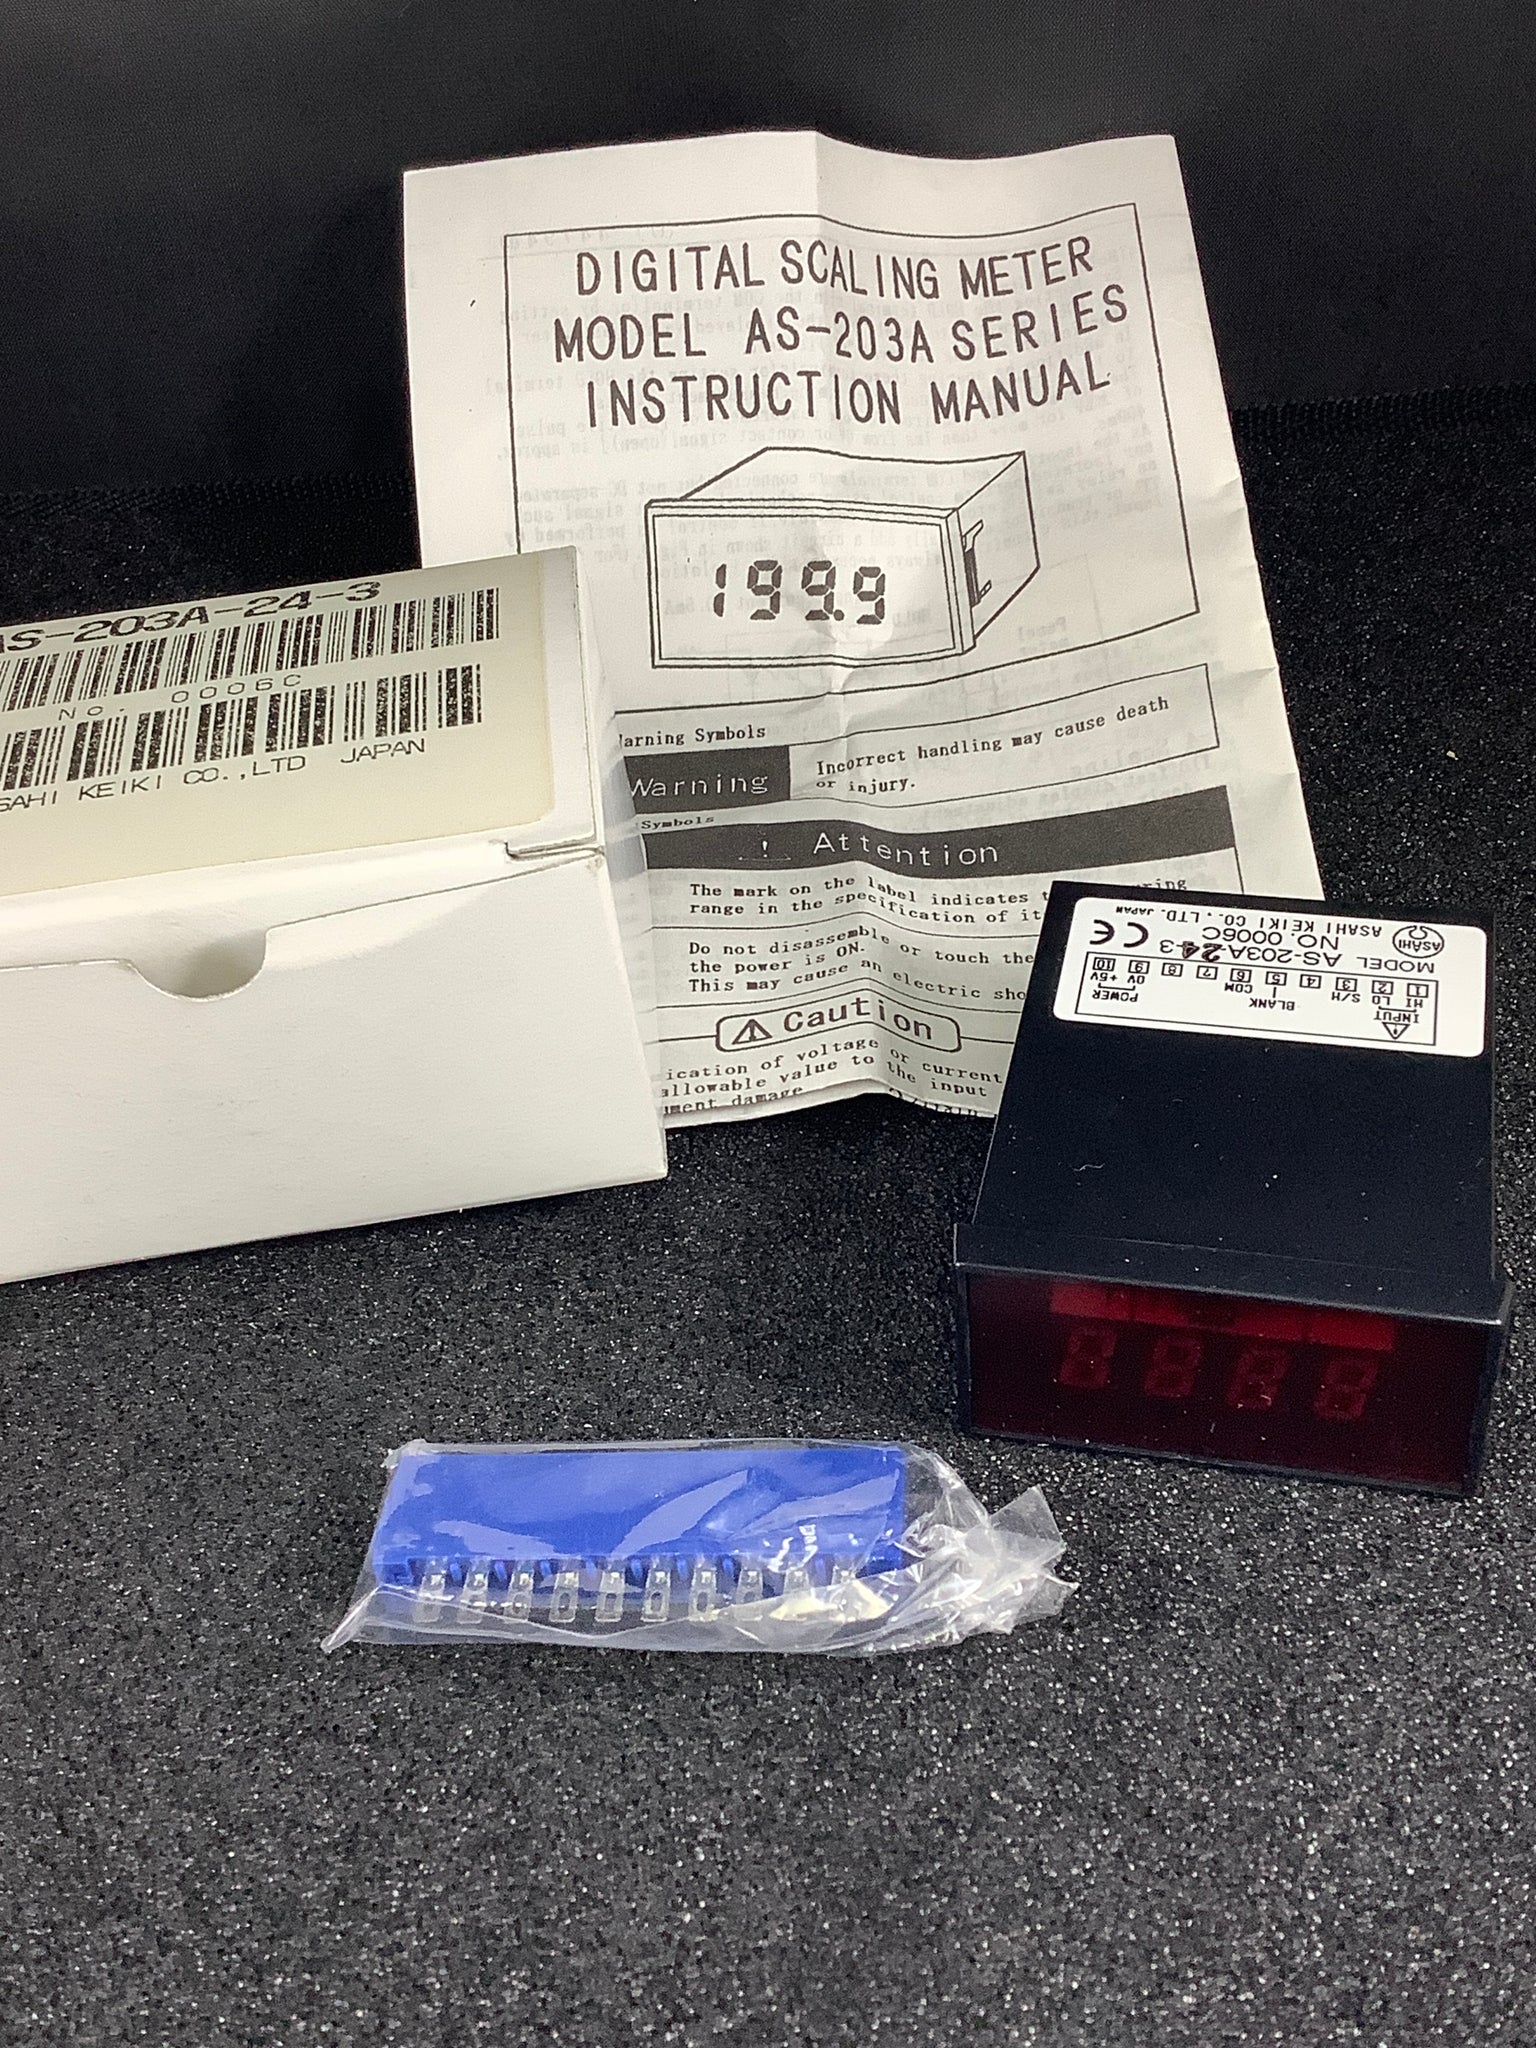 DIGITAL SCALING METER
MODEL AS-203A SERIES
INSTRUCTION MANUAL
199.9
Warning Symbols
Warning
Incorrect handling may cause death
or injury.
Symbols
! Attention
The mark on the label indicates
range in the specification of
Do not disassemble or touch the
the power is ON.
This may cause an electric
Caution
of voltage or current
allowable value to the input
damage
AS-203A-24-3
No. 0006C
ASAHI KEIKI CO.,LTD JAPAN
ASAHI
MODEL AS-203A-24-3
NO. 0006C
ASAHI KEIKI CO., LTD. JAPAN
CE
1 2 3 4 5 6 7 8 9 10
HI LO S/H COM 0V +5V
INPUT BLANK POWER